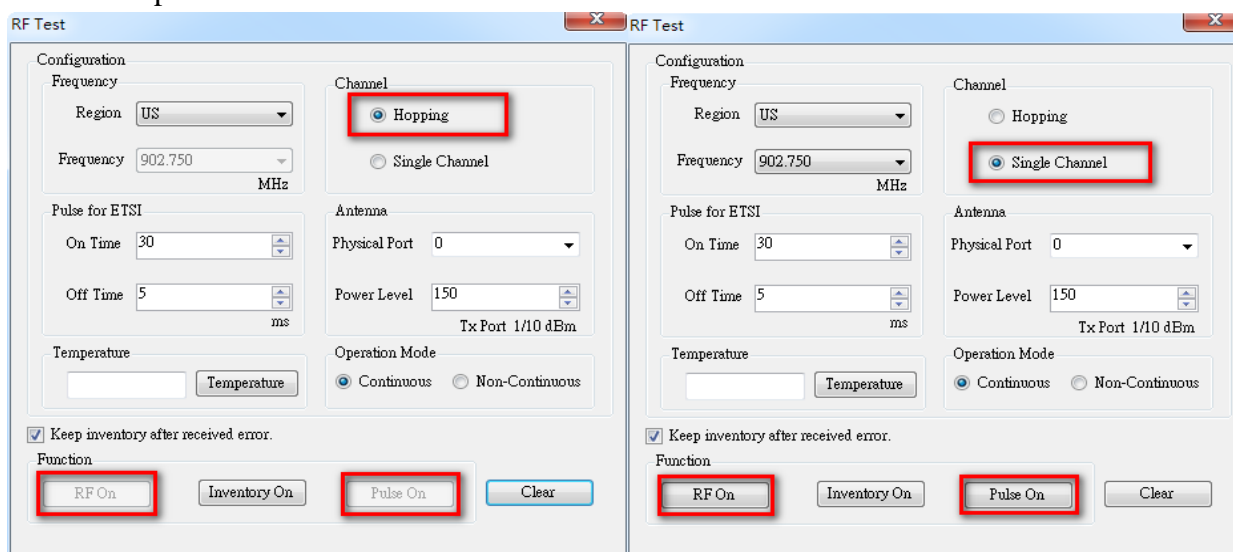 RF Test
Configuration
Frequency
Region US
Frequency 902.750
MHz
Channel
Hopping
Single Channel
Pulse for ETSI
On Time 30
Off Time 5
ms
Antenna
Physical Port 0
Power Level 150
Tx Port 1/10 dBm
Temperature
Temperature
Operation Mode
Continuous Non-Continuous
Keep inventory after received error.
Function
RF On Inventory On Pulse On Clear
RF Test
Configuration
Frequency
Region US
Frequency 902.750
MHz
Channel
Hopping
Single Channel
Pulse for ETSI
On Time 30
Off Time 5
ms
Antenna
Physical Port 0
Power Level 150
Tx Port 1/10 dBm
Temperature
Temperature
Operation Mode
Continuous Non-Continuous
Keep inventory after received error.
Function
RF On Inventory On Pulse On Clear